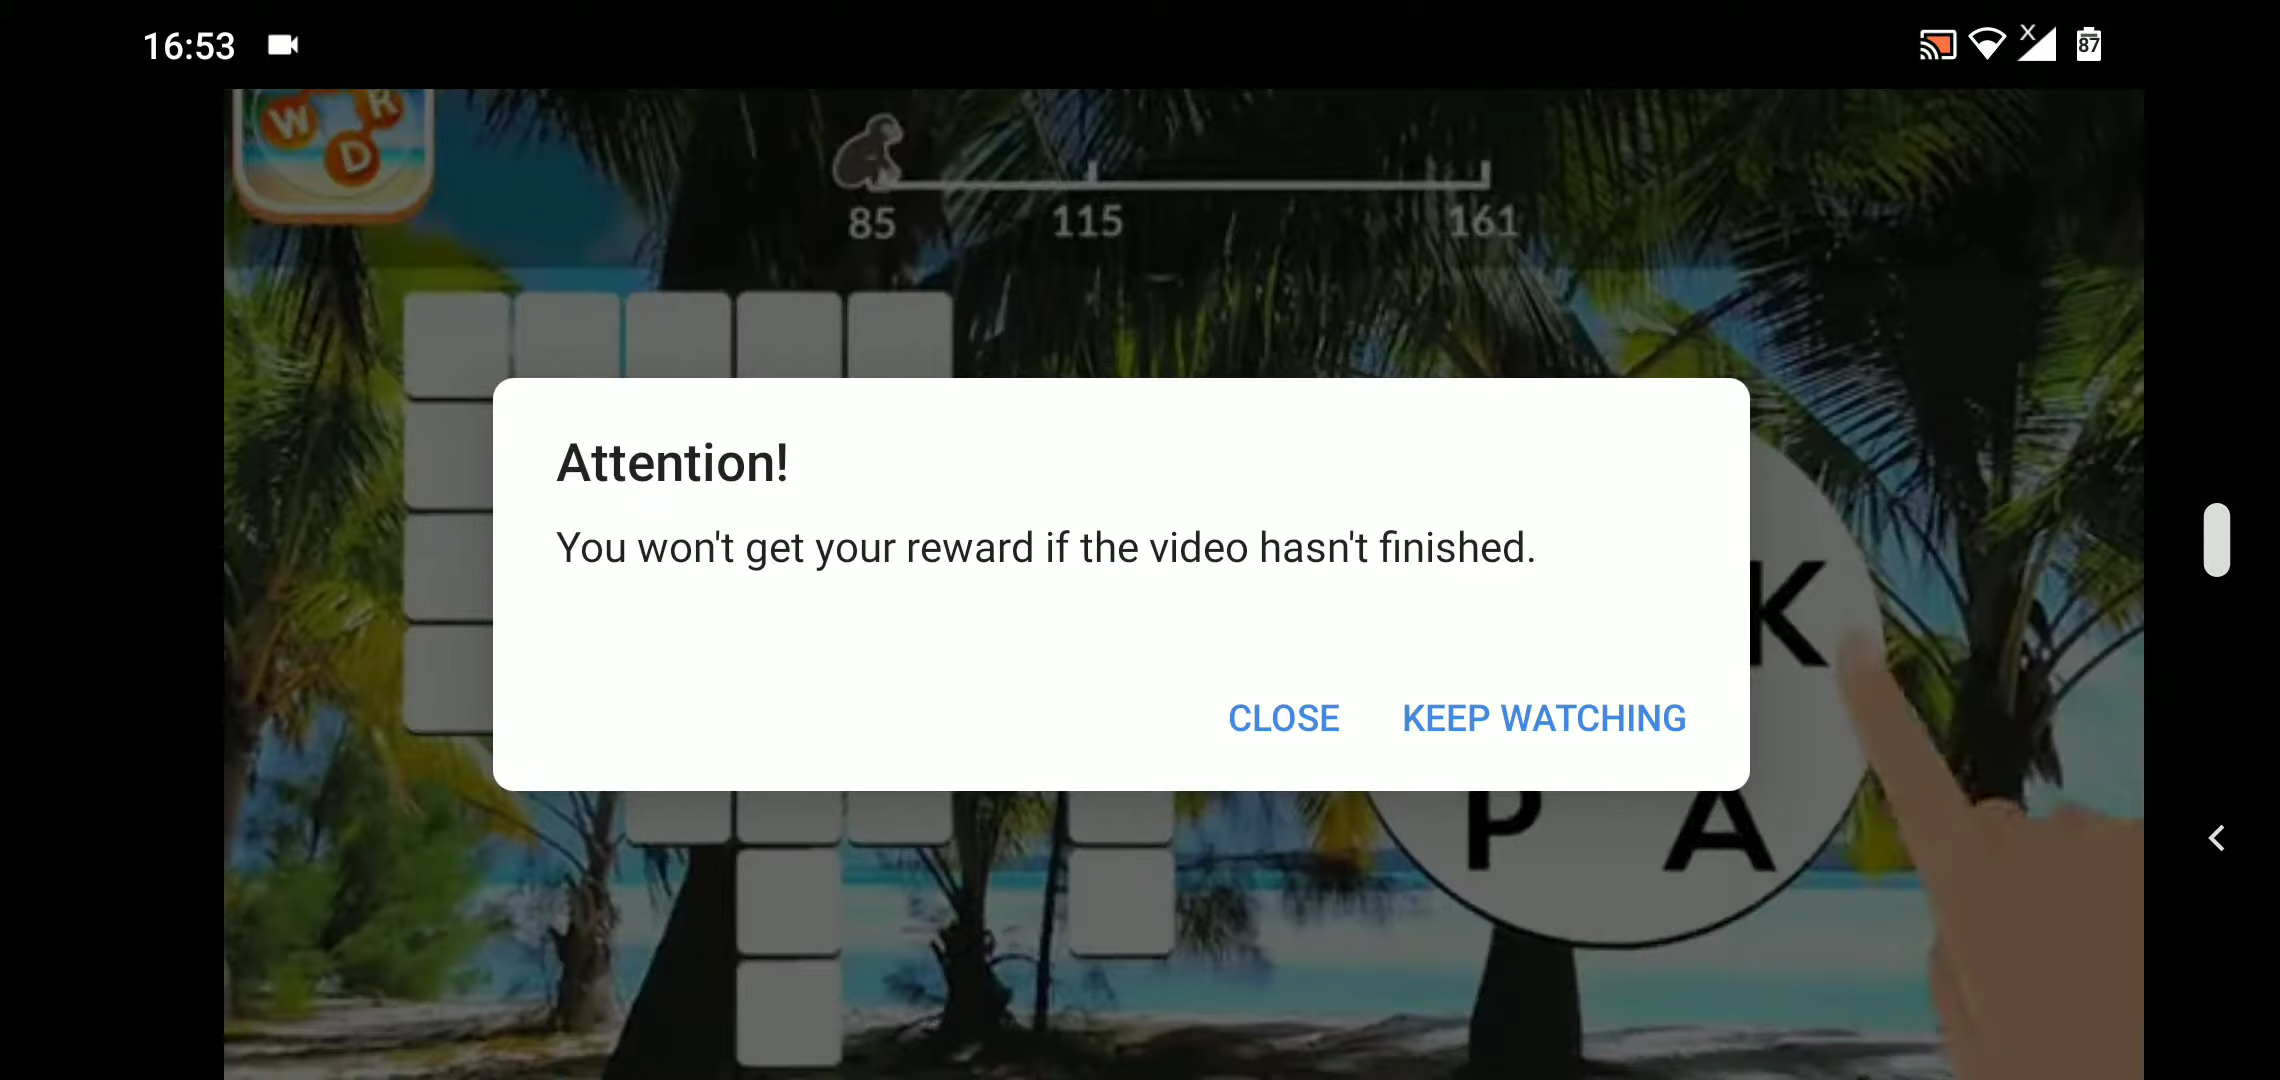 16:53
87
W R
D
85 115 161
Attention!
You won't get your reward if the video hasn't finished.
K
CLOSE KEEP WATCHING
P A